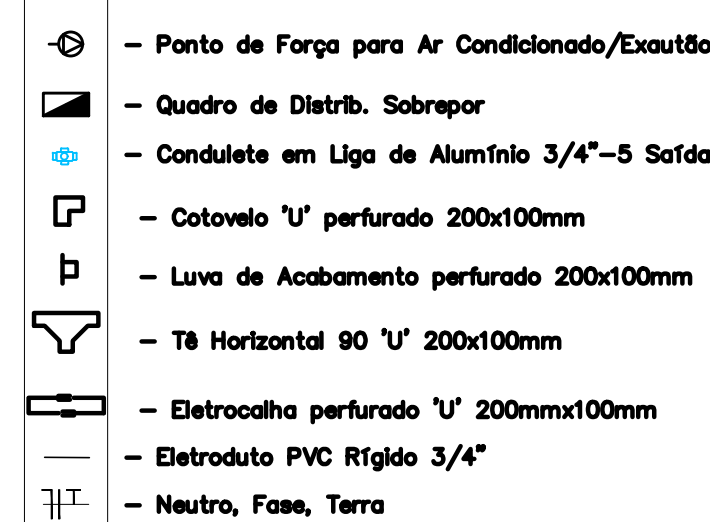 – Ponto de Força para Ar Condicionado/Exautão
– Quadro de Distrib. Sobrepor
– Condulete em Liga de Alumínio 3/4"–5 Saída
– Cotovelo 'U' perfurado 200x100mm
– Luva de Acabamento perfurado 200x100mm
– Tê Horizontal 90 'U' 200x100mm
– Eletrocalha perfurado 'U' 200mmx100mm
– Eletroduto PVC Rígido 3/4"
– Neutro, Fase, Terra